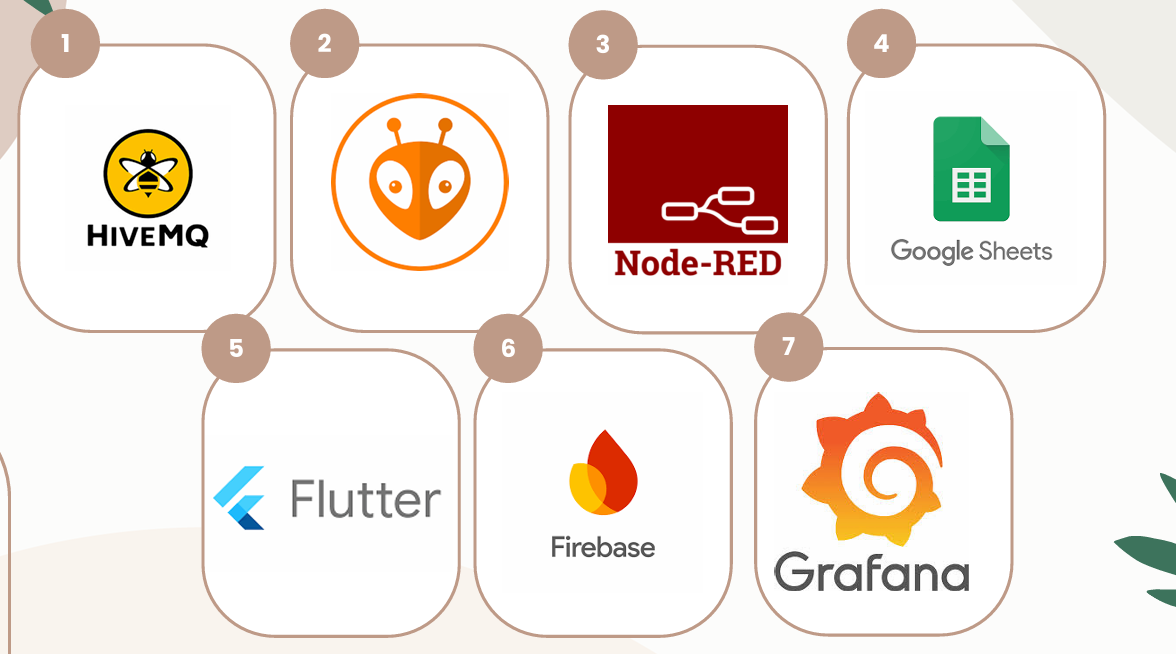 1
2
3
4
HIVEMQ
Node-RED
Google Sheets
5
6
7
Flutter
Firebase
Grafana